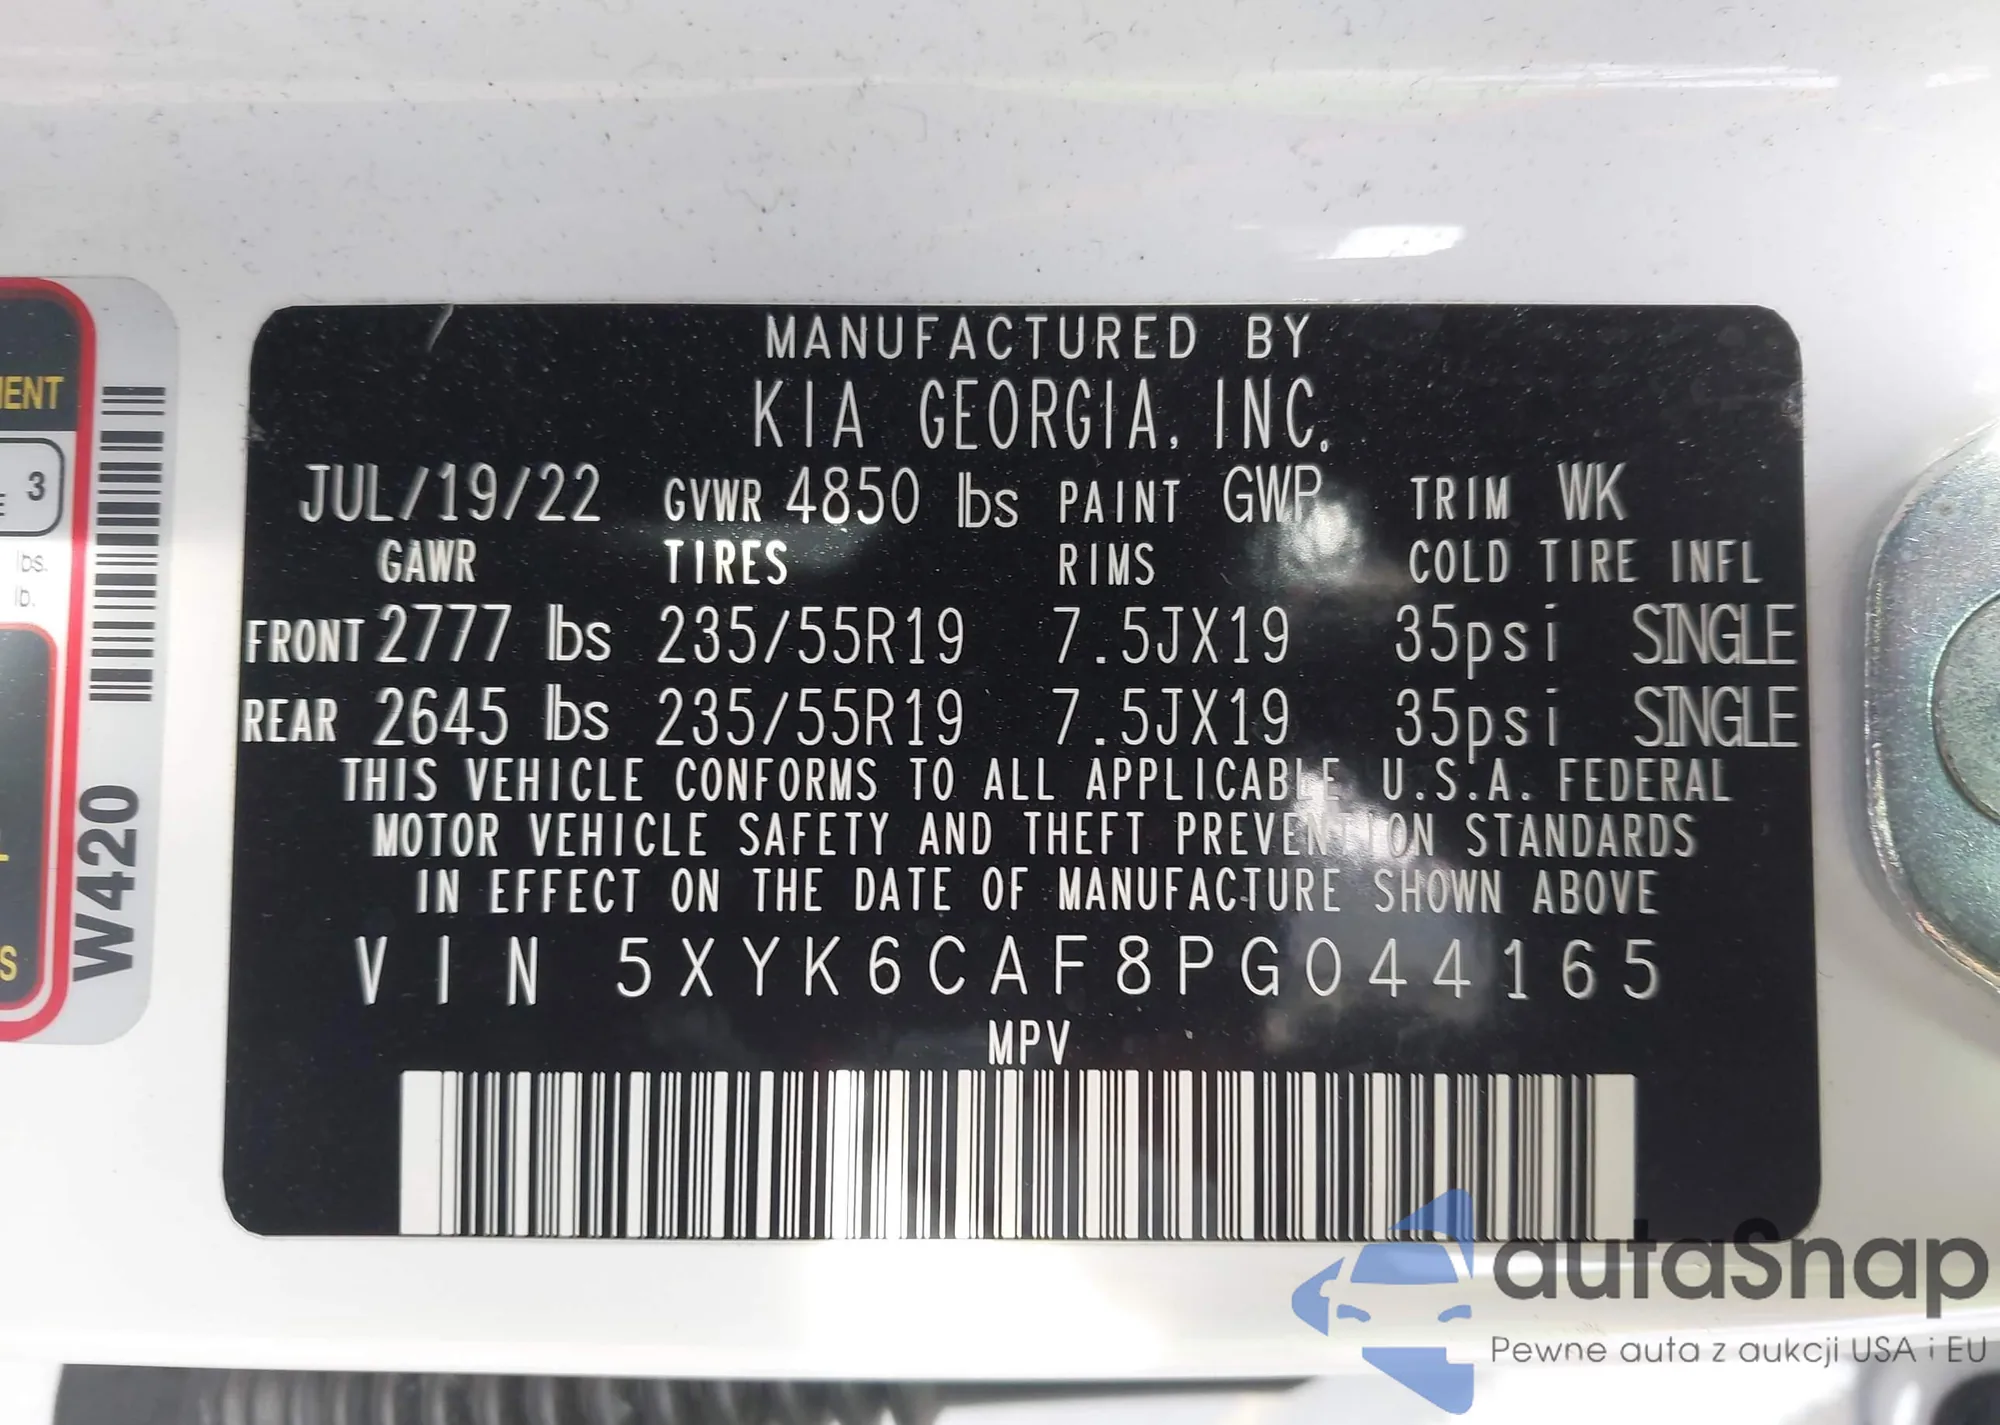 MANUFACTURED BY
KIA GEORGIA, INC.
JUL/19/22 GVWR 4850 lbs PAINT GWP TRIM WK
GAWR TIRES RIMS COLD TIRE INFL
FRONT 2777 lbs 235/55R19 7.5JX19 35psi SINGLE
REAR 2645 lbs 235/55R19 7.5JX19 35psi SINGLE
THIS VEHICLE CONFORMS TO ALL APPLICABLE U.S.A. FEDERAL
MOTOR VEHICLE SAFETY AND THEFT PREVENTION STANDARDS
IN EFFECT ON THE DATE OF MANUFACTURE SHOWN ABOVE
VIN 5XYK6CAF8PG044165
MPV
3
lbs.
lb.
W420
autaSnap
Pewne auta z aukcji USA i EU